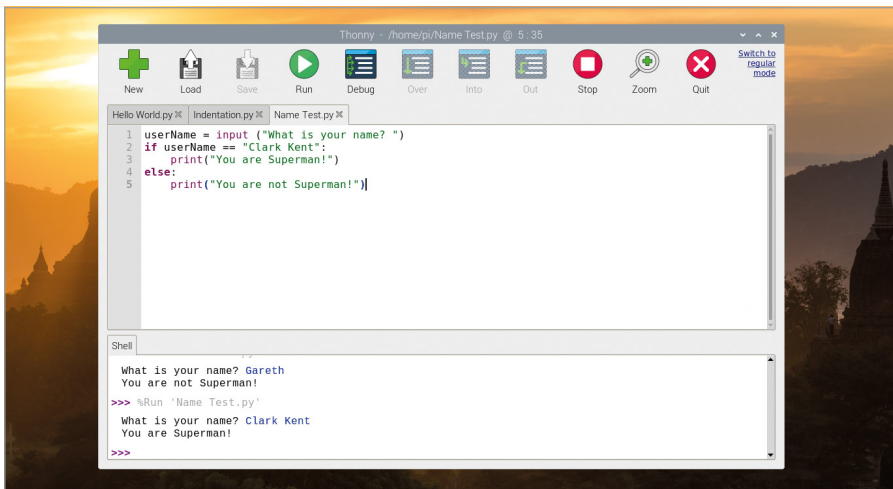 Thonny - /home/pi/Name Test.py @ 5:35
New Load Save Run Debug Over Into Out Stop Zoom Quit
Switch to
regular
mode
Hello World.py Indentation.py Name Test.py
1 userName = input ("What is your name? ")
2 if userName == "Clark Kent":
3     print("You are Superman!")
4 else:
5     print("You are not Superman!")
Shell
What is your name? Gareth
You are not Superman!
>>> %Run 'Name Test.py'
What is your name? Clark Kent
You are Superman!
>>>